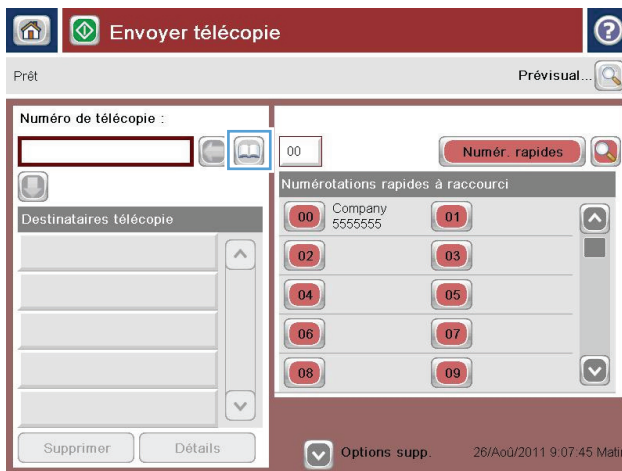 Envoyer télécopie
?
Prêt
Prévisual...
Numéro de télécopie :
00
Numér. rapides
Numérotations rapides à raccourci
Destinataires télécopie
00 Company 01
5555555
02 03
04 05
06 07
08 09
Supprimer Détails
Options supp. 26/Aoû/2011 9:07:45 Mati